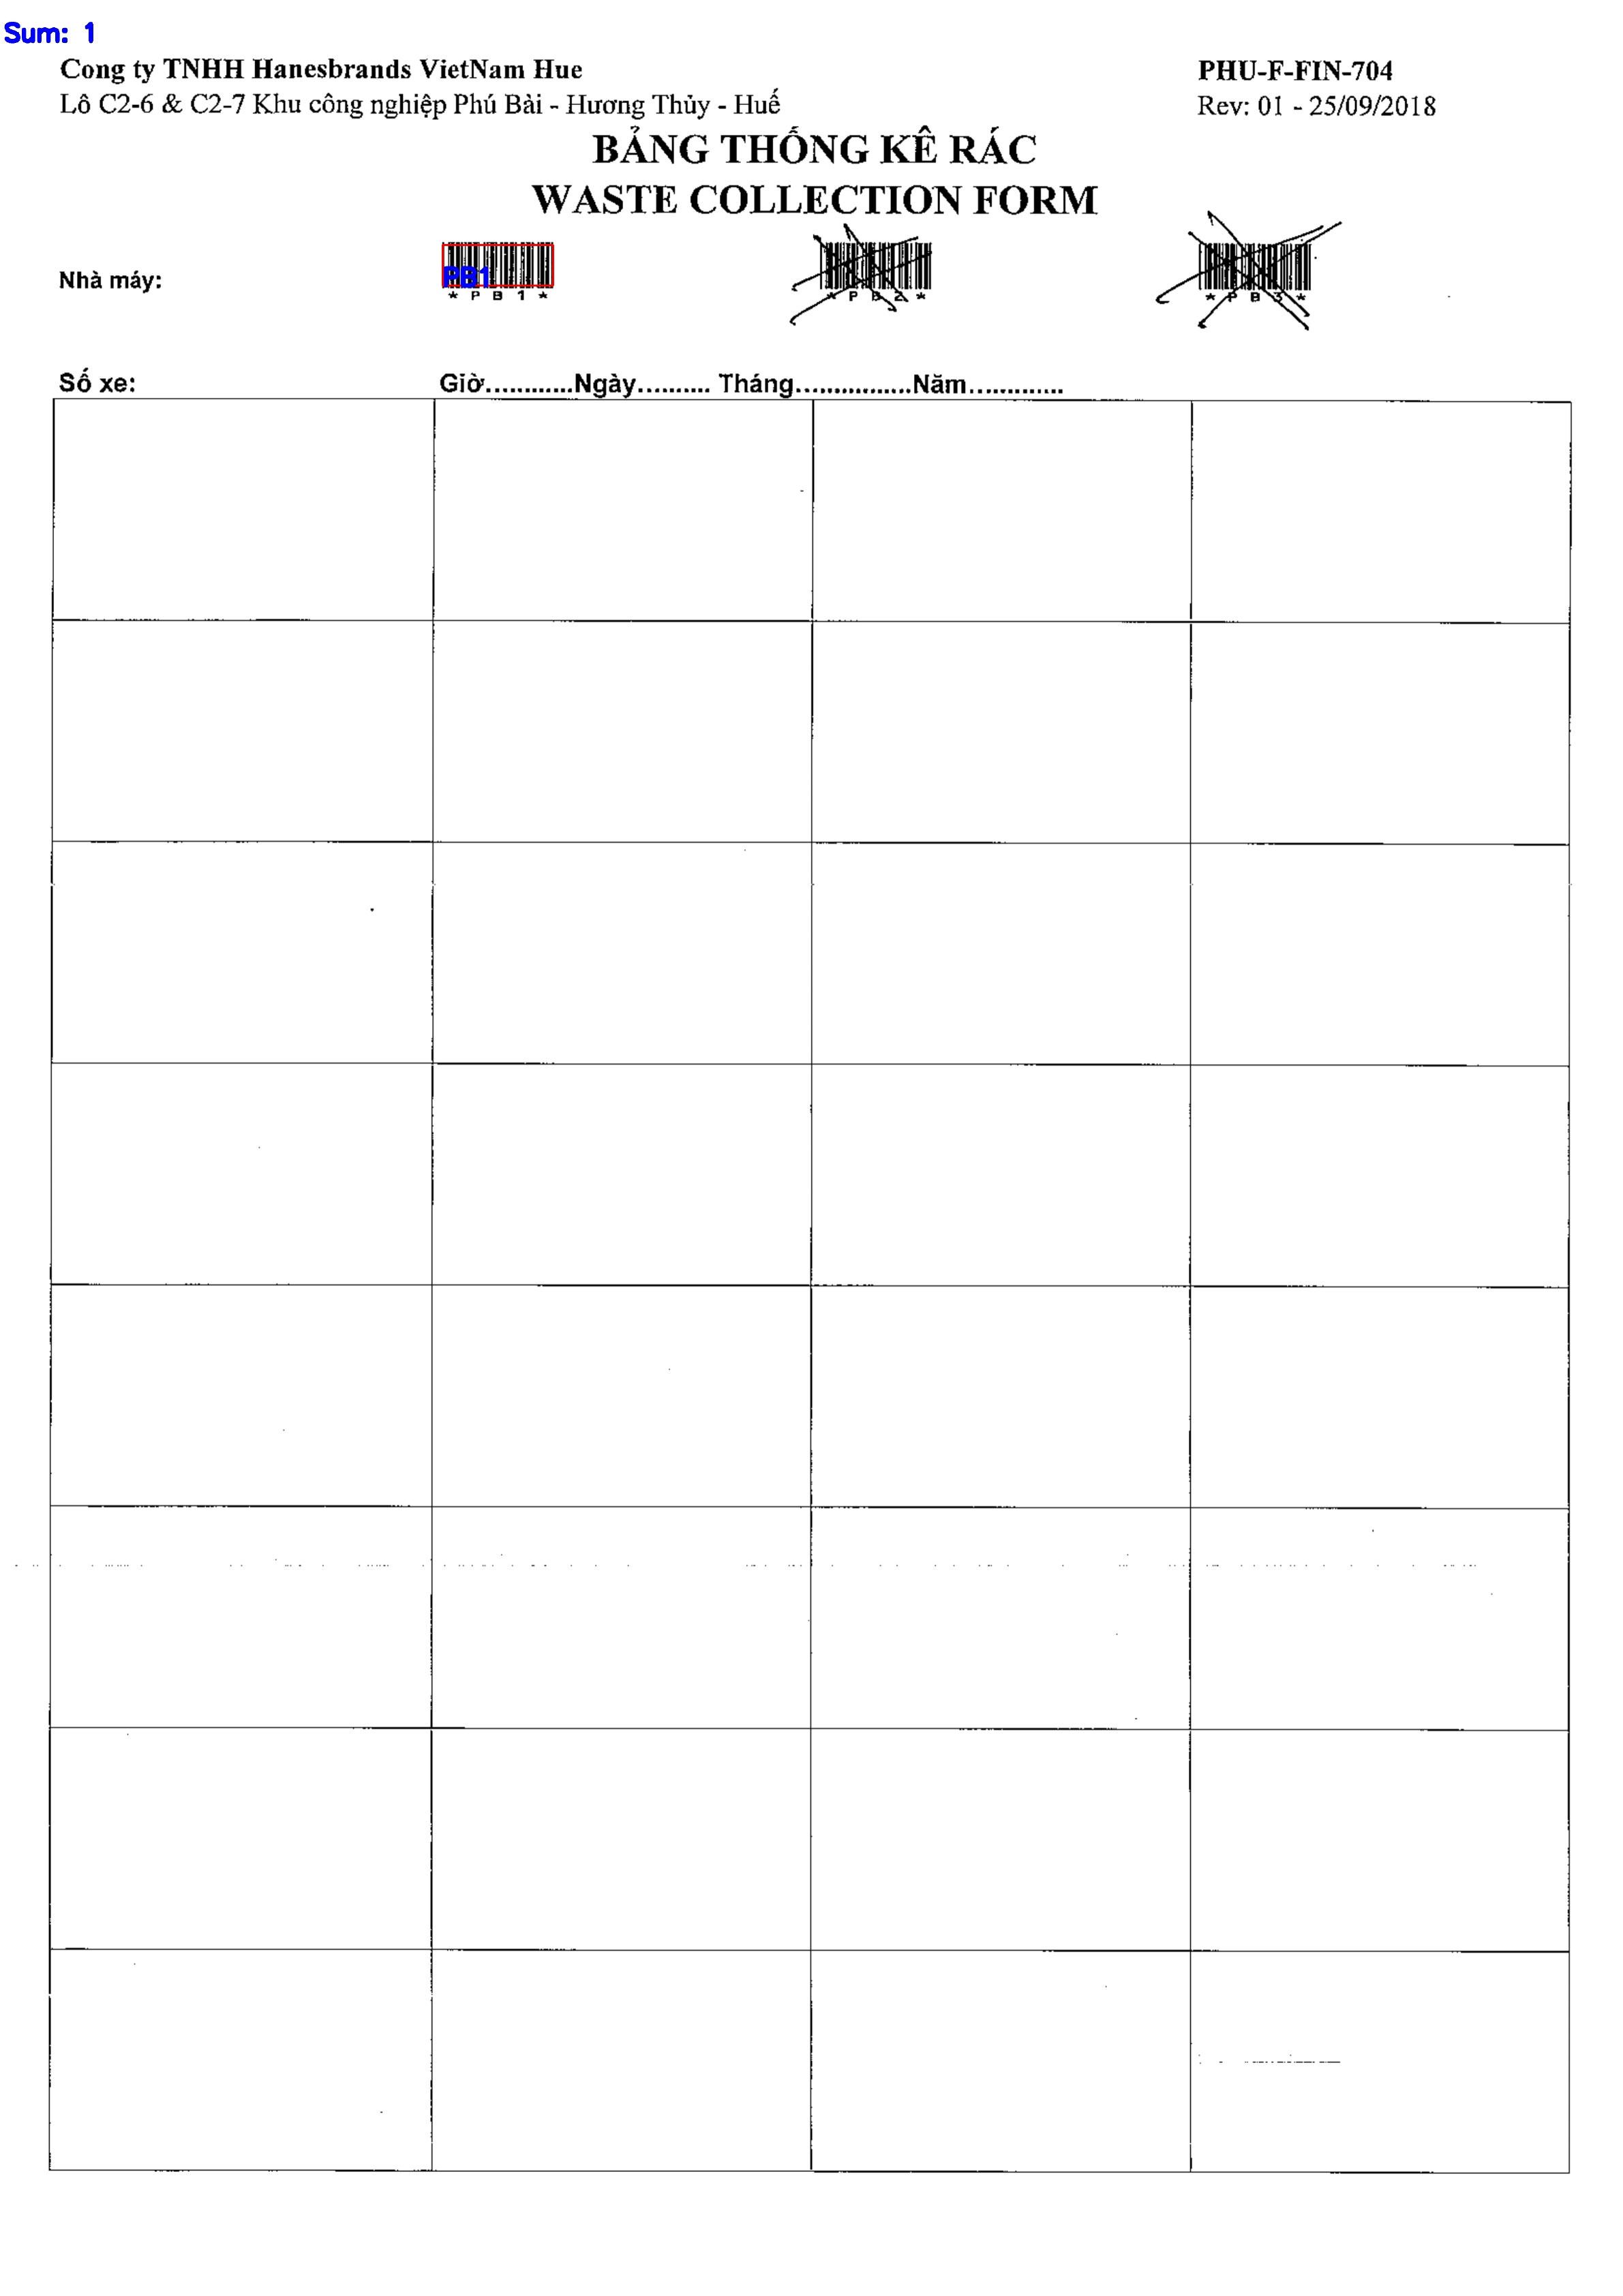 Sum: 1
Cong ty TNHH Hanesbrands VietNam Hue
PHU-F-FIN-704
Lô C2-6 & C2-7 Khu công nghiệp Phú Bài - Hương Thủy - Huế
Rev: 01 - 25/09/2018
BẢNG THỐNG KÊ RÁC
WASTE COLLECTION FORM
Nhà máy:
PB1
* P B 1 *
* P B 2 *
* P B 3 *
Số xe:
Giờ............Ngày.......... Tháng................Năm.............